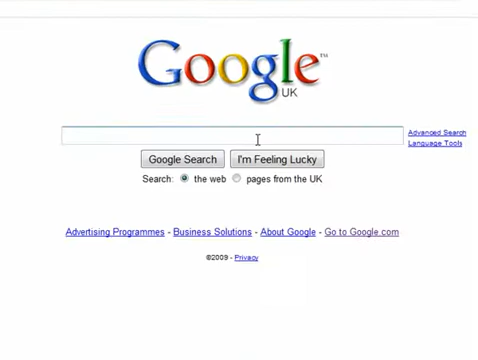 Google™
UK
Advanced Search
Language Tools
Google Search I'm Feeling Lucky
Search: the web pages from the UK
Advertising Programmes - Business Solutions - About Google - Go to Google.com
©2009 - Privacy